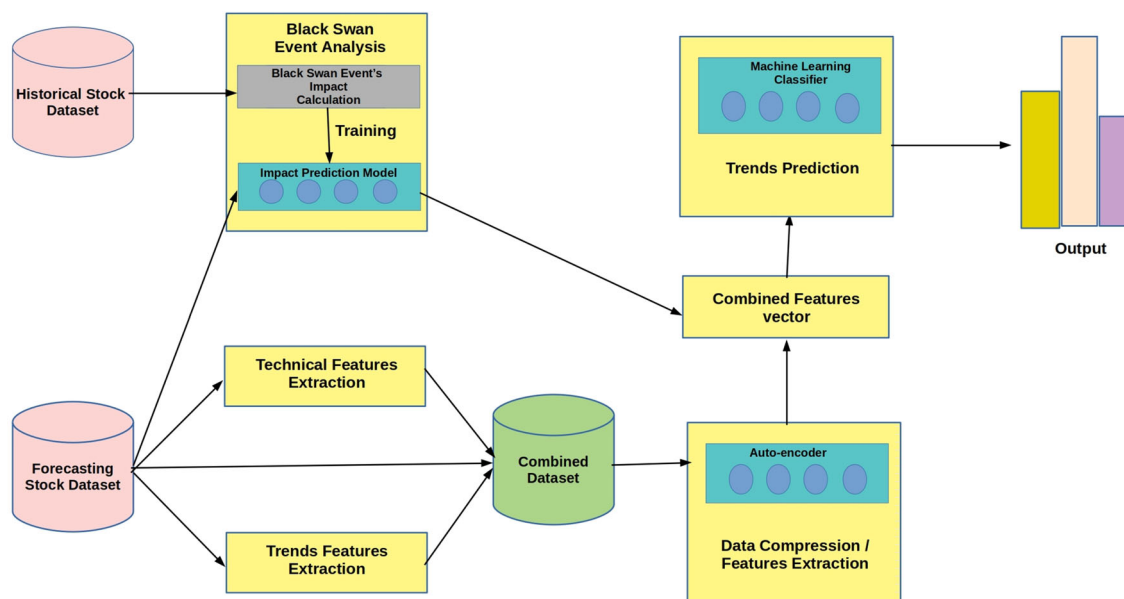 Black Swan
Event Analysis
Black Swan Event's
Impact
Calculation
Training
Impact Prediction Model
Historical Stock
Dataset
Machine Learning
Classifier
Trends Prediction
Output
Combined Features
vector
Technical Features
Extraction
Forecasting
Stock Dataset
Combined
Dataset
Trends Features
Extraction
Auto-encoder
Data Compression /
Features Extraction